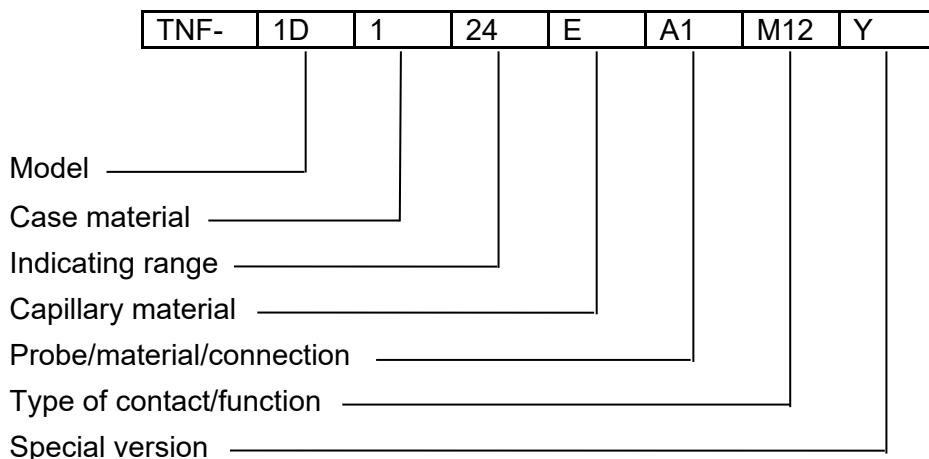 TNF- 1D 1 24 E A1 M12 Y
Model
Case material
Indicating range
Capillary material
Probe/material/connection
Type of contact/function
Special version